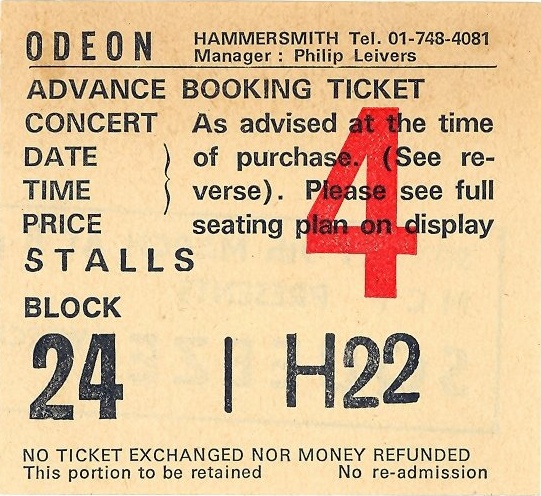 ODEON HAMMERSMITH Tel. 01-748-4081
Manager : Philip Leivers
ADVANCE BOOKING TICKET
CONCERT As advised at the time
DATE of purchase. (See re-
TIME verse). Please see full
PRICE seating plan on display
4
STALLS
BLOCK
24 | H22
NO TICKET EXCHANGED NOR MONEY REFUNDED
This portion to be retained No re-admission